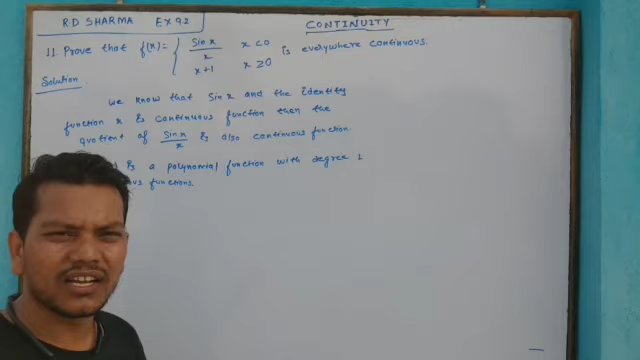 RD SHARMA EX 9.2
CONTINUITY
11. Prove that f(x) = { sin x / x x < 0
x+1 x ≥ 0 is everywhere continuous
Solution
We know that Sin x and the identity
function x is continuous function then the
quotient of Sin x / x is also continuous function.
is a polynomial function with degree 1
functions.